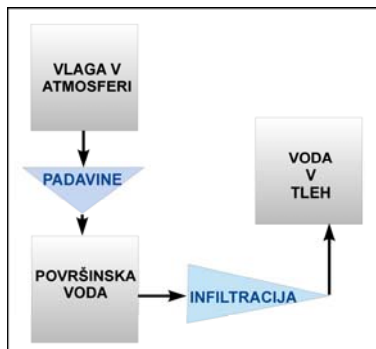 VLAGA V
ATMOSFERI
PADAVINE
POVRŠINSKA
VODA
INFILTRACIJA
VODA
V
TLEH